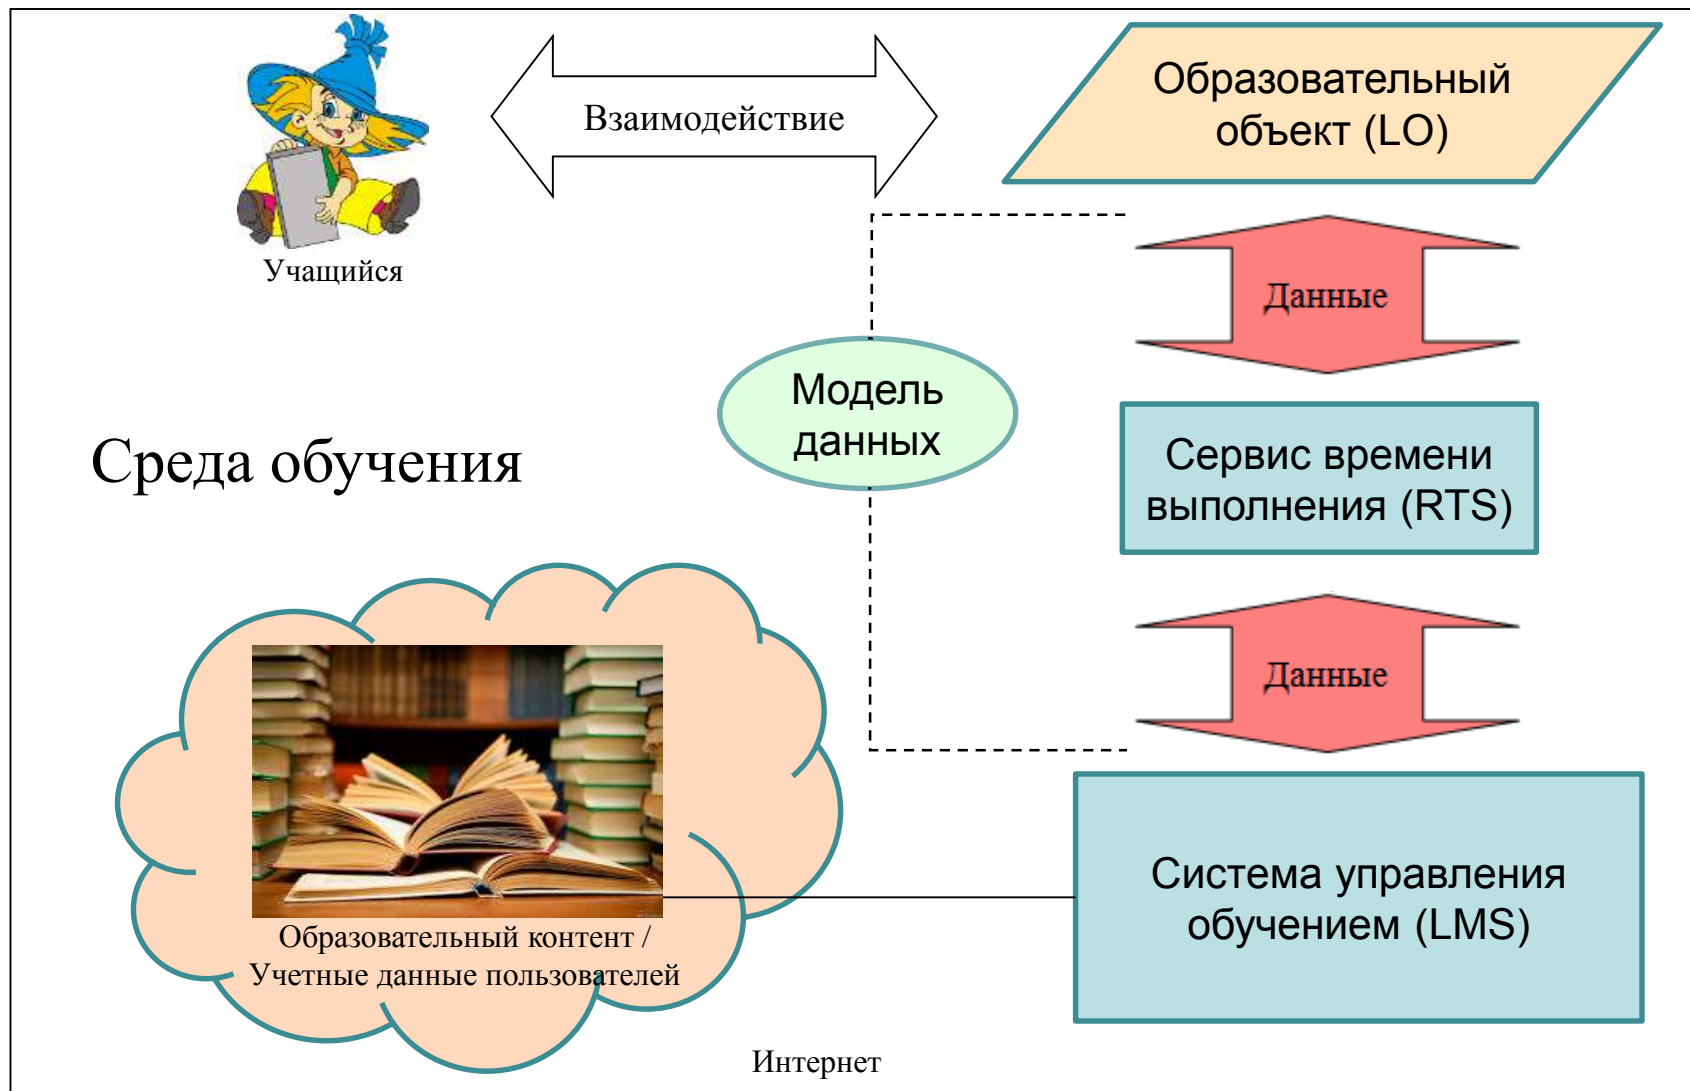 Взаимодействие
Образовательный
объект (LO)
Учащийся
Данные
Модель
данных
Среда обучения
Сервис времени
выполнения (RTS)
Данные
Система управления
обучением (LMS)
Образовательный контент /
Учетные данные пользователей
Интернет